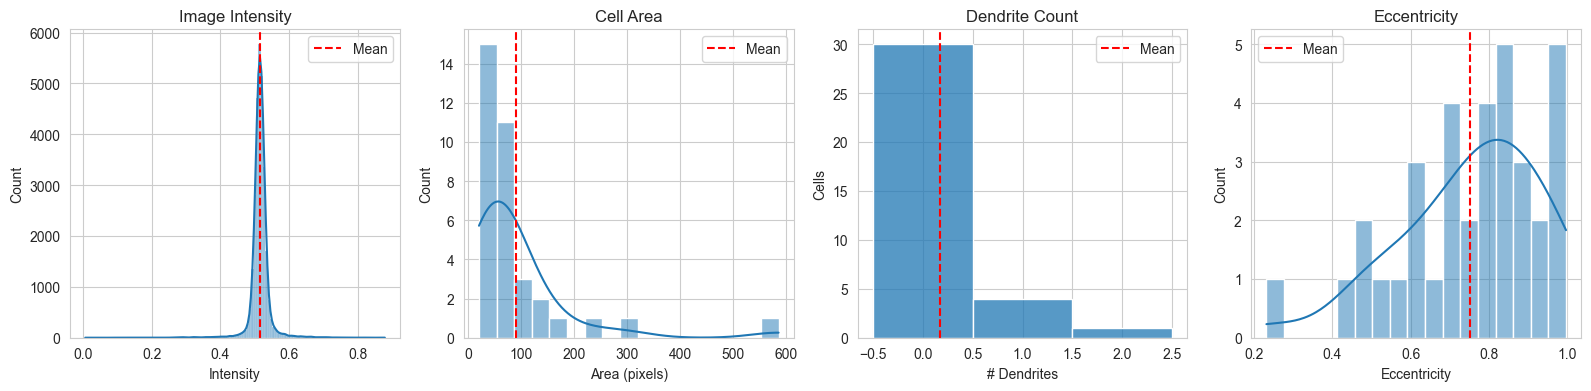 Image Intensity
6000
5000
4000
3000
2000
1000
0
Count
0.0 0.2 0.4 0.6 0.8
Intensity
Mean
Cell Area
14
12
10
8
6
4
2
0
Count
0 100 200 300 400 500 600
Area (pixels)
Mean
Dendrite Count
30
25
20
15
10
5
0
Cells
-0.5 0.0 0.5 1.0 1.5 2.0 2.5
# Dendrites
Mean
Eccentricity
5
4
3
2
1
0
Count
0.2 0.4 0.6 0.8 1.0
Eccentricity
Mean